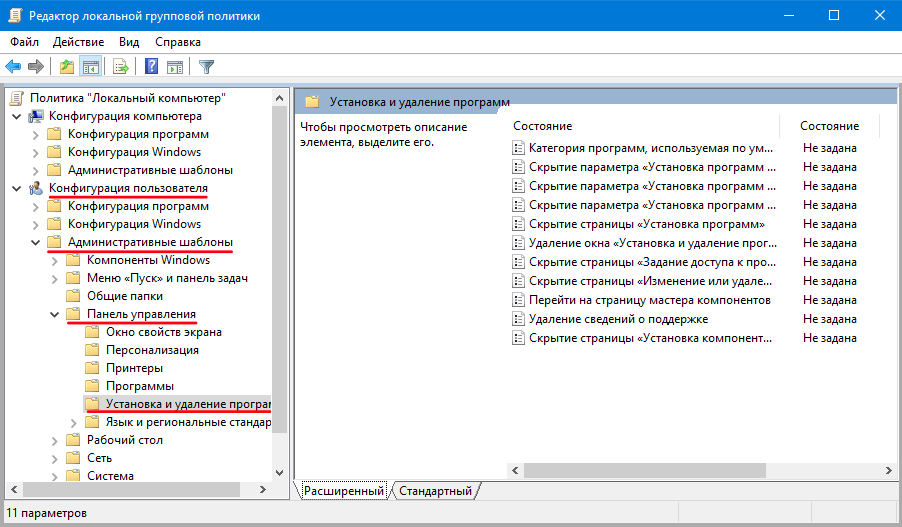 Редактор локальной групповой политики
Файл Действие Вид Справка
Политика "Локальный компьютер"
Конфигурация компьютера
Конфигурация программ
Конфигурация Windows
Административные шаблоны
Конфигурация пользователя
Конфигурация программ
Конфигурация Windows
Административные шаблоны
Компоненты Windows
Меню «Пуск» и панель задач
Общие папки
Панель управления
Окно свойств экрана
Персонализация
Принтеры
Программы
Установка и удаление програм
Язык и региональные стандар
Рабочий стол
Сеть
Система
Установка и удаление программ
Чтобы просмотреть описание
элемента, выделите его.
Состояние Состояние
Категория программ, используемая по ум... Не задана
Скрытие параметра «Установка программ ... Не задана
Скрытие параметра «Установка программ ... Не задана
Скрытие параметра «Установка программ ... Не задана
Скрытие страницы «Установка программ» Не задана
Удаление окна «Установка и удаление прог... Не задана
Скрытие страницы «Задание доступа к про... Не задана
Скрытие страницы «Изменение или удале... Не задана
Перейти на страницу мастера компонентов Не задана
Удаление сведений о поддержке Не задана
Скрытие страницы «Установка компонент... Не задана
Расширенный Стандартный
11 параметров